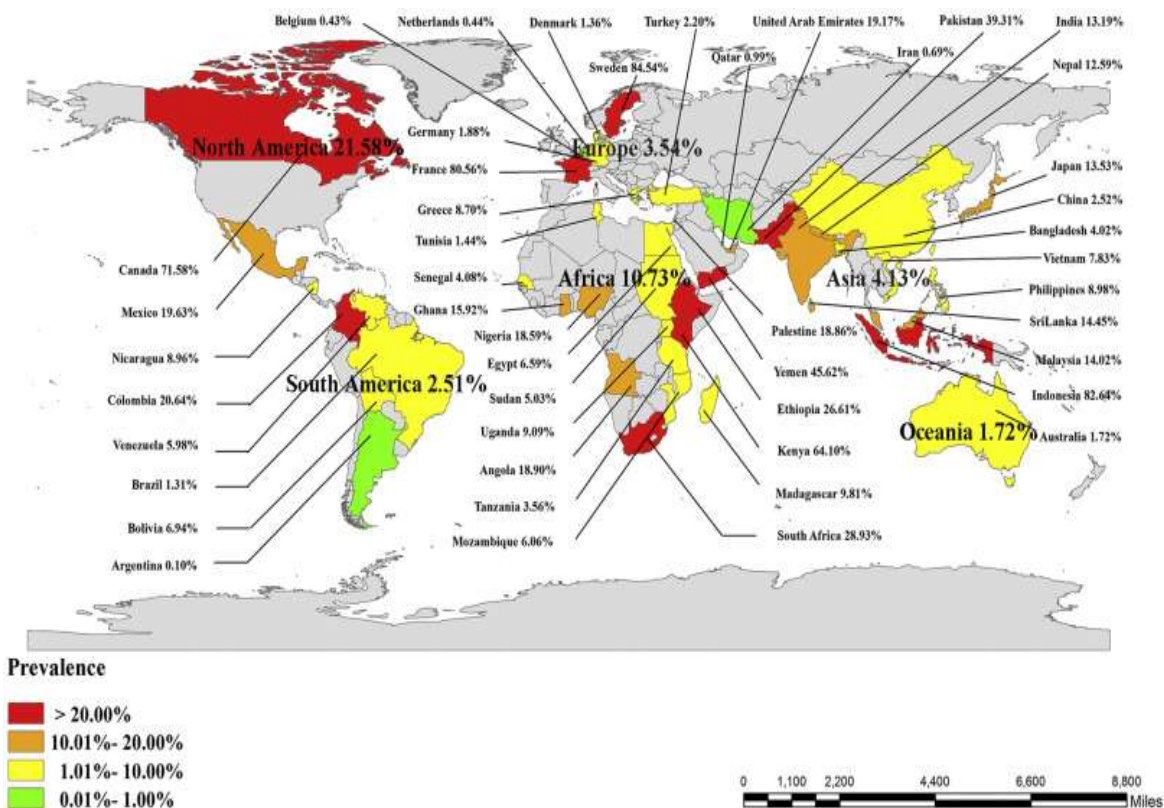 Belgium 0.43%
Netherlands 0.44%
Denmark 1.36%
Turkey 2.20%
United Arab Emirates 19.17%
Pakistan 39.31%
India 13.19%
Iran 0.69%
Qatar 0.99%
Nepal 12.59%
Sweden 84.54%
Germany 1.88%
North America 21.58%
Europe 3.54%
France 80.56%
Japan 13.53%
China 2.52%
Greece 8.70%
Bangladesh 4.02%
Tunisia 1.44%
Vietnam 7.83%
Canada 71.58%
Senegal 4.08%
Africa 10.73%
Asia 4.13%
Philippines 8.98%
Mexico 19.63%
Ghana 15.92%
SriLanka 14.45%
Nigeria 18.59%
Palestine 18.86%
Nicaragua 8.96%
Egypt 6.59%
Malaysia 14.02%
Yemen 45.62%
South America 2.51%
Indonesia 82.64%
Colombia 20.64%
Sudan 5.03%
Ethiopia 26.61%
Uganda 9.09%
Oceania 1.72%
Australia 1.72%
Venezuela 5.98%
Kenya 64.10%
Angola 18.90%
Brazil 1.31%
Madagascar 9.81%
Tanzania 3.56%
Bolivia 6.94%
Mozambique 6.06%
South Africa 28.93%
Argentina 0.10%
Prevalence
> 20.00%
10.01%- 20.00%
1.01%- 10.00%
0.01%- 1.00%
0 1,100 2,200 4,400 6,600 8,800
Miles